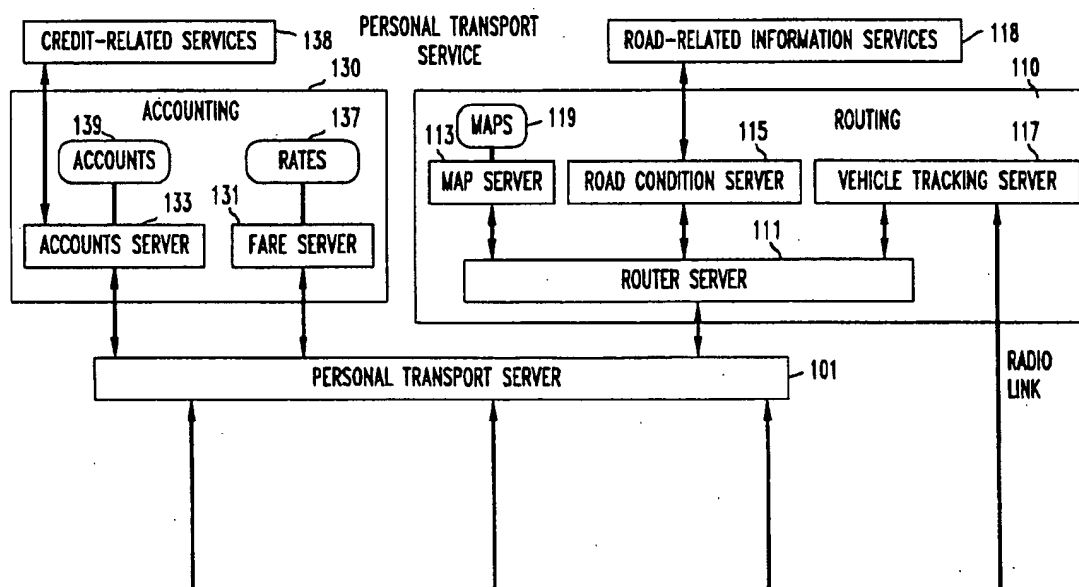 PERSONAL TRANSPORT
SERVICE
CREDIT-RELATED SERVICES
138
ROAD-RELATED INFORMATION SERVICES
118
130
ACCOUNTING
139
ACCOUNTS
137
RATES
133
ACCOUNTS SERVER
131
FARE SERVER
110
ROUTING
MAPS
119
113
MAP SERVER
115
ROAD CONDITION SERVER
117
VEHICLE TRACKING SERVER
111
ROUTER SERVER
PERSONAL TRANSPORT SERVER
101
RADIO
LINK